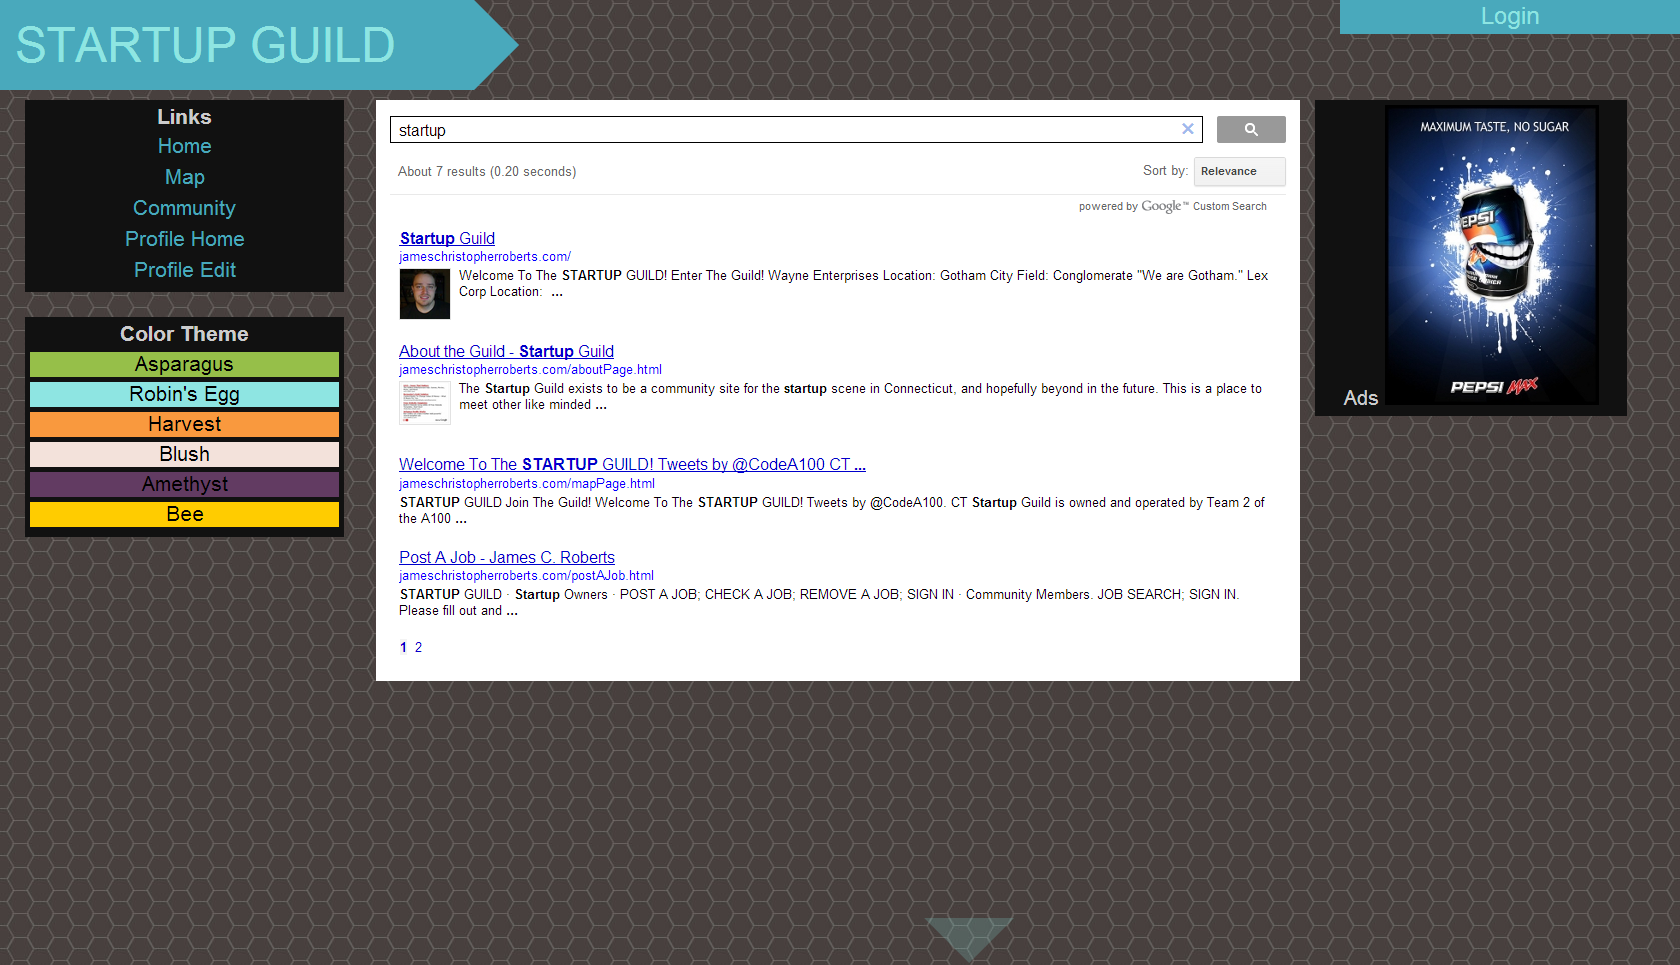 STARTUP GUILD
Login
Links
Home
Map
Community
Profile Home
Profile Edit
Color Theme
Asparagus
Robin's Egg
Harvest
Blush
Amethyst
Bee
startup
About 7 results (0.20 seconds)
Sort by: Relevance
powered by Google™ Custom Search
Startup Guild
jameschristopherroberts.com/
Welcome To The STARTUP GUILD! Enter The Guild! Wayne Enterprises Location: Gotham City Field: Conglomerate "We are Gotham." Lex
Corp Location: ...
About the Guild - Startup Guild
jameschristopherroberts.com/aboutPage.html
The Startup Guild exists to be a community site for the startup scene in Connecticut, and hopefully beyond in the future. This is a place to
meet other like minded ...
Welcome To The STARTUP GUILD! Tweets by @CodeA100 CT ...
jameschristopherroberts.com/mapPage.html
STARTUP GUILD Join The Guild! Welcome To The STARTUP GUILD! Tweets by @CodeA100. CT Startup Guild is owned and operated by Team 2 of
the A100 ...
Post A Job - James C. Roberts
jameschristopherroberts.com/postAJob.html
STARTUP GUILD · Startup Owners · POST A JOB; CHECK A JOB; REMOVE A JOB; SIGN IN · Community Members. JOB SEARCH; SIGN IN.
Please fill out and ...
1 2
MAXIMUM TASTE, NO SUGAR
PEPSI
PEPSI MAX
Ads